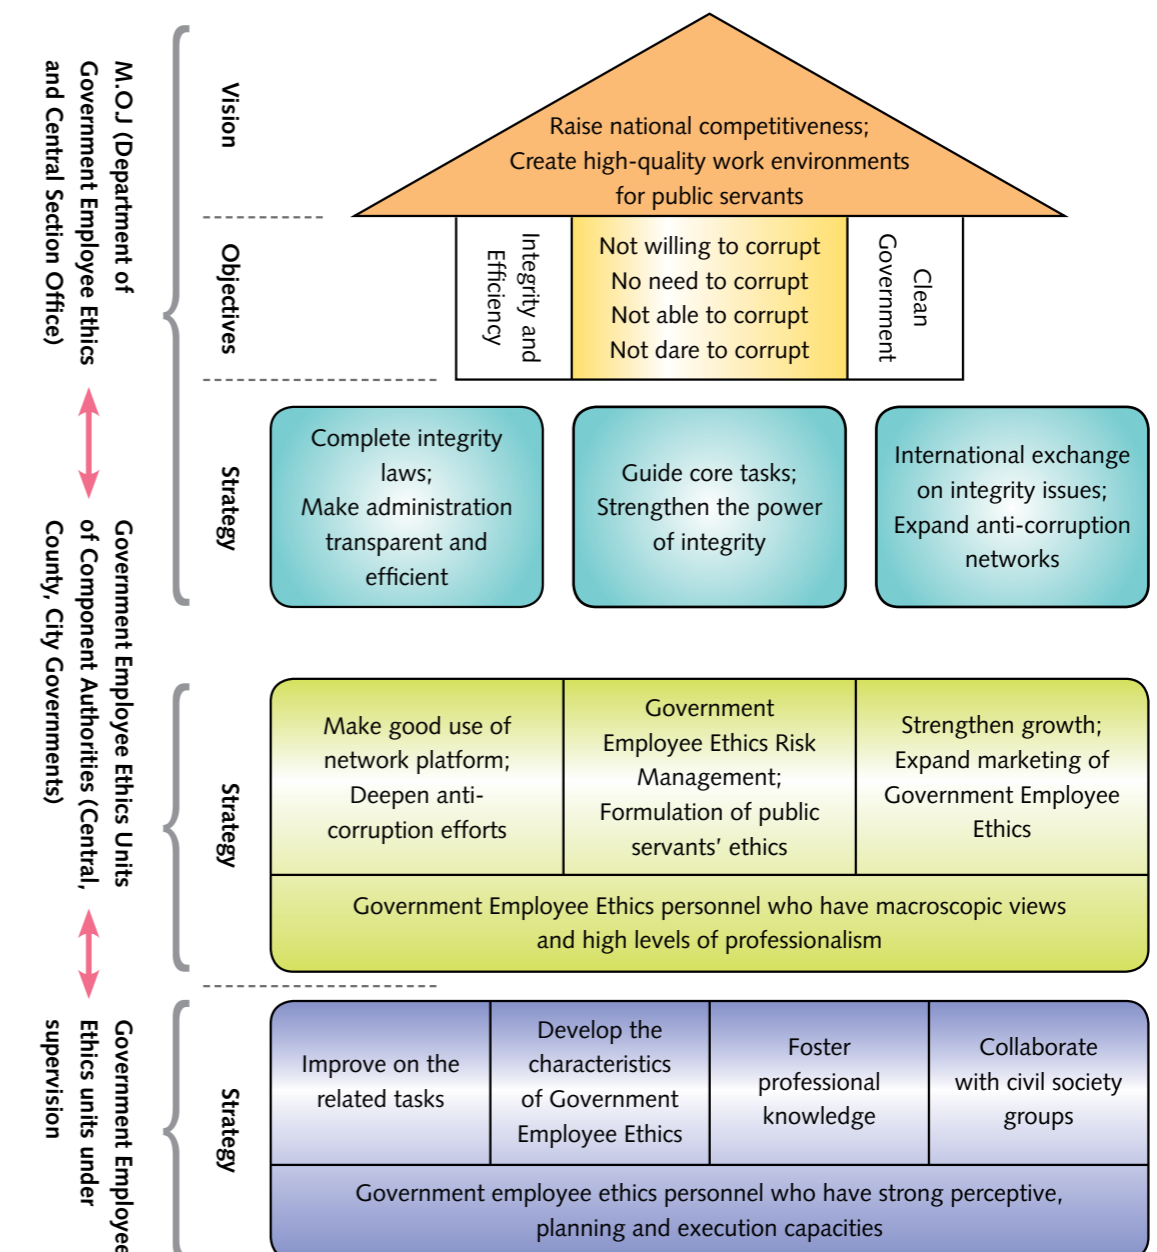 M.O.J (Department of
Government Employee Ethics
and Central Section Office)
Vision
Raise national competitiveness;
Create high-quality work environments
for public servants
Objectives
Integrity and
Efficiency
Not willing to corrupt
No need to corrupt
Not able to corrupt
Not dare to corrupt
Clean
Government
Strategy
Complete integrity
laws;
Make administration
transparent and
efficient
Guide core tasks;
Strengthen the power
of integrity
International exchange
on integrity issues;
Expand anti-corruption
networks
Government Employee Ethics Units
of Component Authorities (Central,
County, City Governments)
Strategy
Make good use of
network platform;
Deepen anti-
corruption efforts
Government
Employee Ethics Risk
Management;
Formulation of public
servants' ethics
Strengthen growth;
Expand marketing of
Government Employee
Ethics
Government Employee Ethics personnel who have macroscopic views
and high levels of professionalism
Government Employee
Ethics units under
supervision
Strategy
Improve on the
related tasks
Develop the
characteristics
of Government
Employee Ethics
Foster
professional
knowledge
Collaborate
with civil society
groups
Government employee ethics personnel who have strong perceptive,
planning and execution capacities